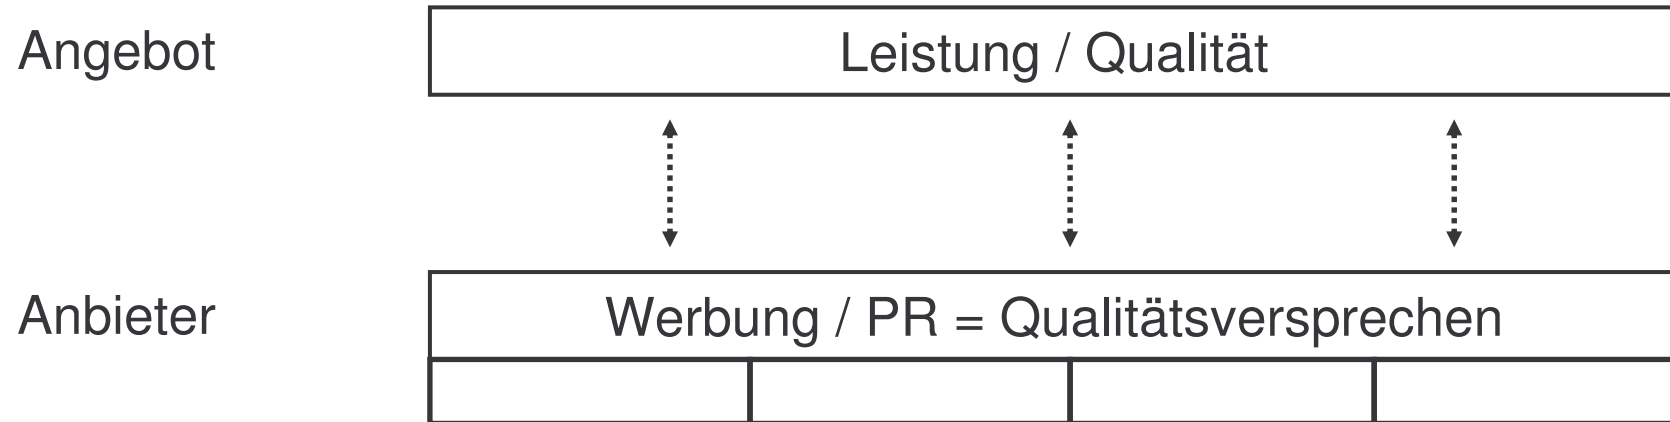 Angebot
Leistung / Qualität
Anbieter
Werbung / PR = Qualitätsversprechen